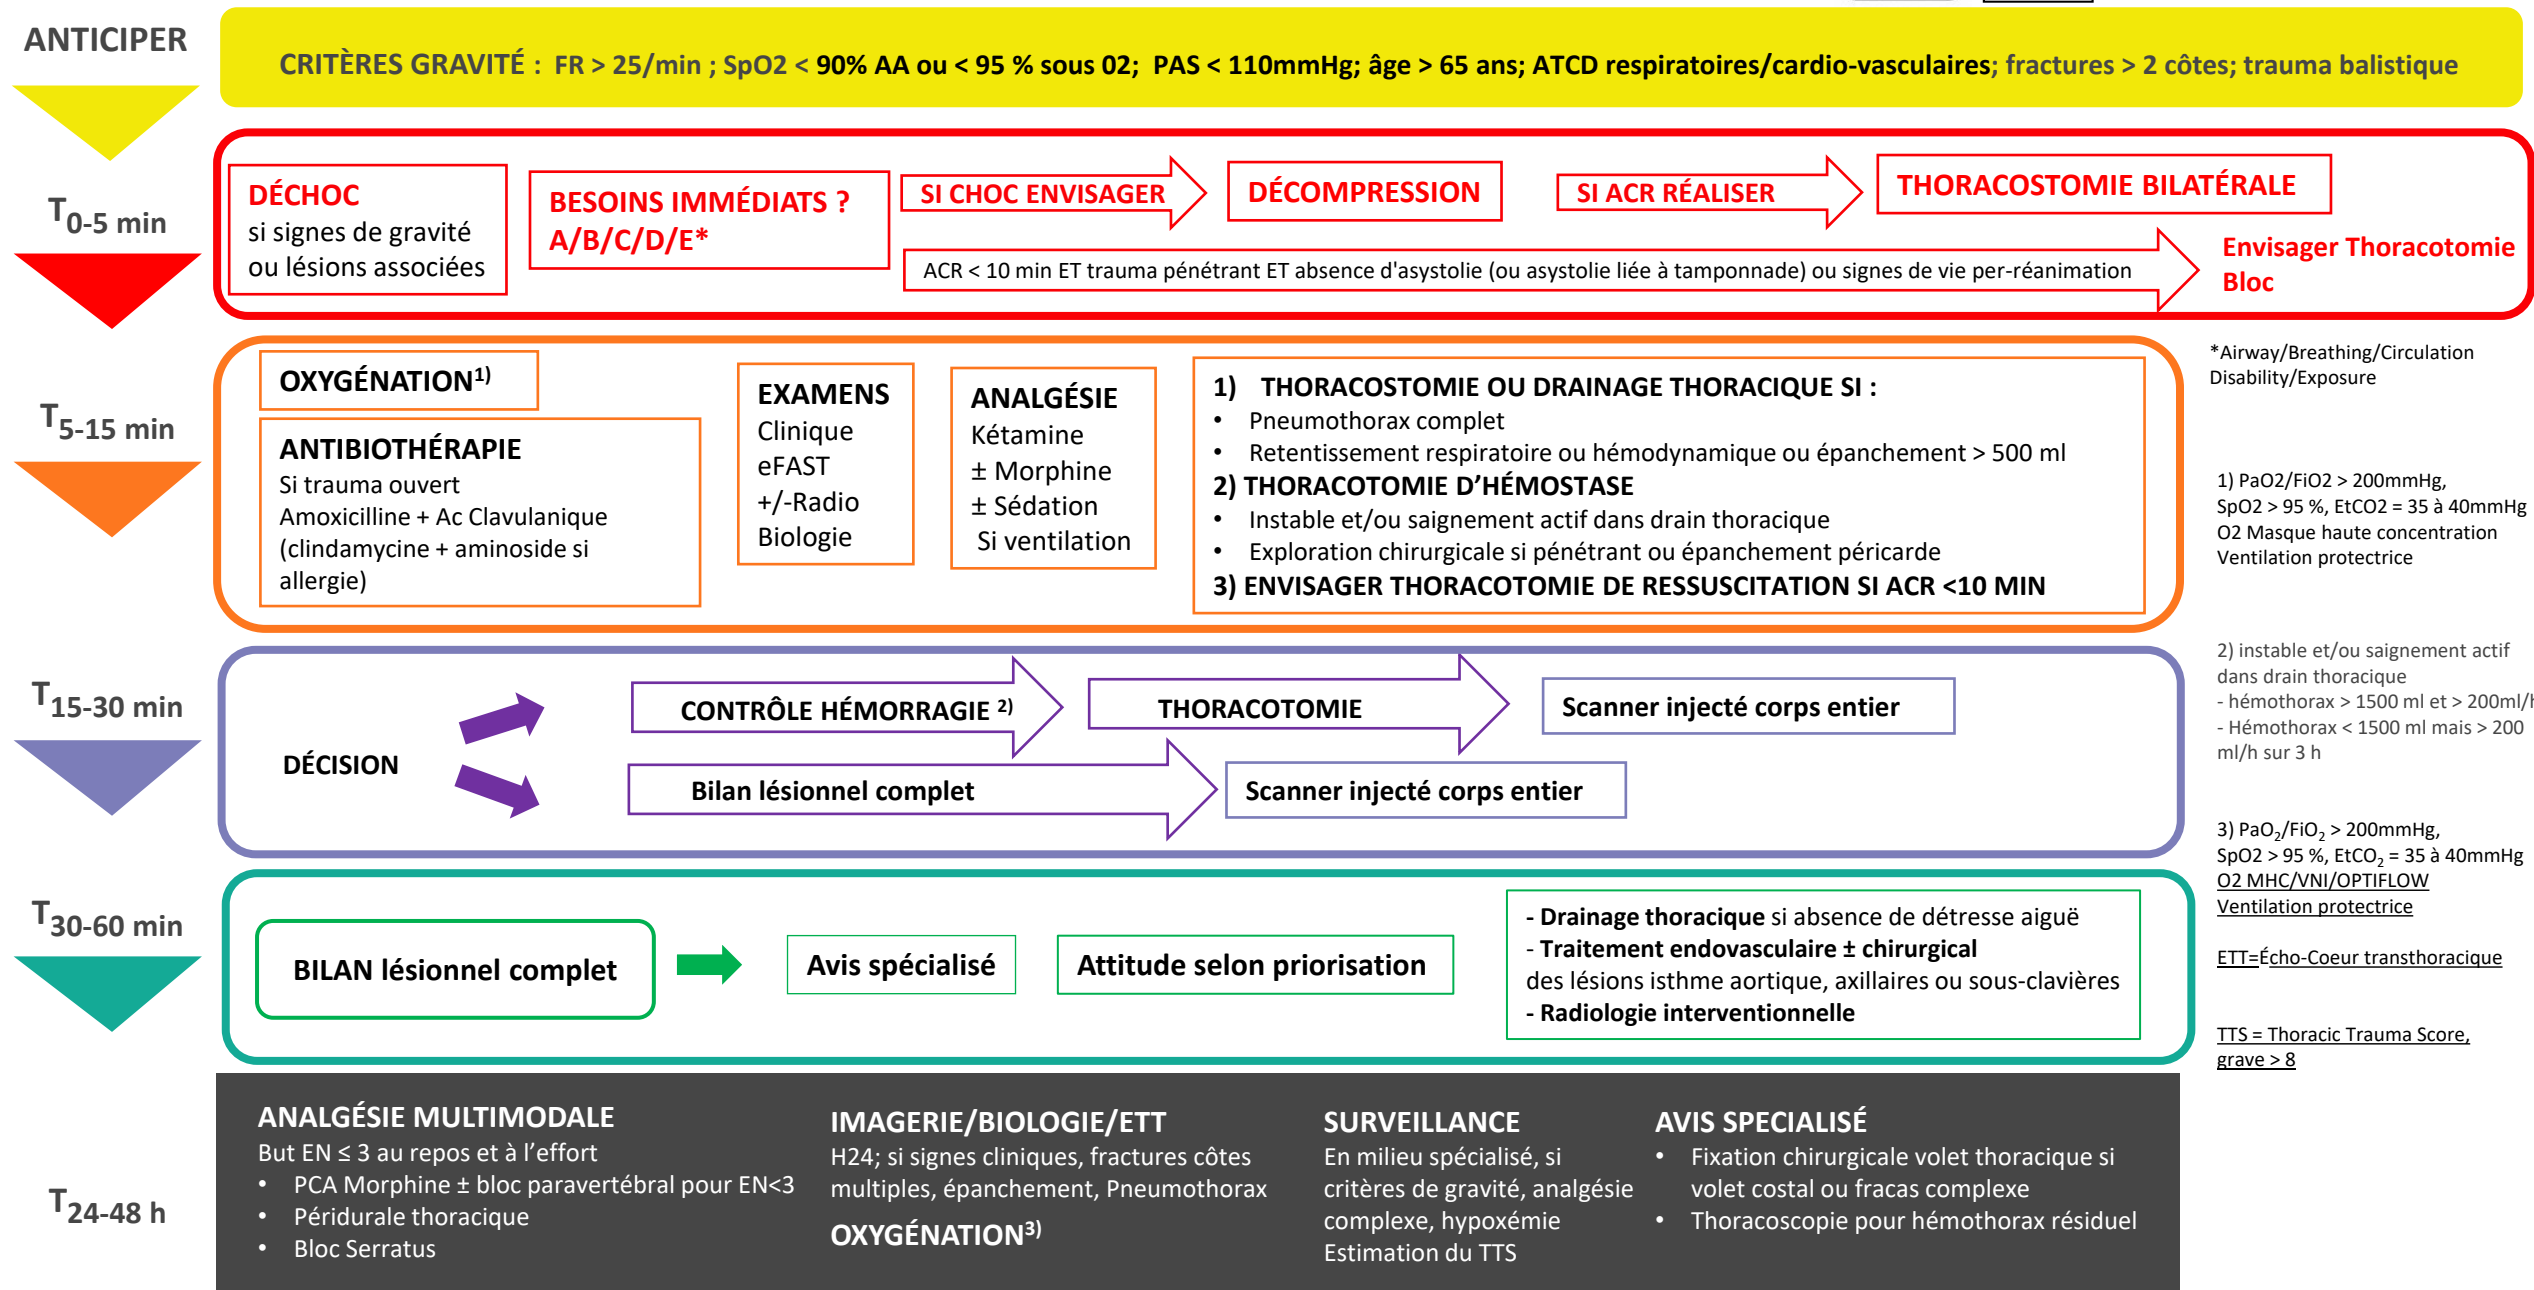 ANTICIPER
CRITÈRES GRAVITÉ : FR > 25/min ; SpO2 < 90% AA ou < 95 % sous 02; PAS < 110mmHg; âge > 65 ans; ATCD respiratoires/cardio-vasculaires; fractures > 2 côtes; trauma balistique
T0-5 min
DÉCHOC
si signes de gravité
ou lésions associées
BESOINS IMMÉDIATS ?
A/B/C/D/E*
SI CHOC ENVISAGER
DÉCOMPRESSION
SI ACR RÉALISER
THORACOSTOMIE BILATÉRALE
ACR < 10 min ET trauma pénétrant ET absence d'asystolie (ou asystolie liée à tamponnade) ou signes de vie per-réanimation
Envisager Thoracotomie
Bloc
*Airway/Breathing/Circulation
Disability/Exposure
T5-15 min
OXYGÉNATION1)
ANTIBIOTHÉRAPIE
Si trauma ouvert
Amoxicilline + Ac Clavulanique
(clindamycine + aminoside si
allergie)
EXAMENS
Clinique
eFAST
+/-Radio
Biologie
ANALGÉSIE
Kétamine
± Morphine
± Sédation
Si ventilation
1) THORACOSTOMIE OU DRAINAGE THORACIQUE SI :
• Pneumothorax complet
• Retentissement respiratoire ou hémodynamique ou épanchement > 500 ml
2) THORACOTOMIE D'HÉMOSTASE
• Instable et/ou saignement actif dans drain thoracique
• Exploration chirurgicale si pénétrant ou épanchement péricarde
3) ENVISAGER THORACOTOMIE DE RESSUSCITATION SI ACR <10 MIN
1) PaO2/FiO2 > 200mmHg,
SpO2 > 95 %, EtCO2 = 35 à 40mmHg
O2 Masque haute concentration
Ventilation protectrice
T15-30 min
DÉCISION
CONTRÔLE HÉMORRAGIE 2)
THORACOTOMIE
Scanner injecté corps entier
Bilan lésionnel complet
Scanner injecté corps entier
2) instable et/ou saignement actif
dans drain thoracique
- hémothorax > 1500 ml et > 200ml/h
- Hémothorax < 1500 ml mais > 200
ml/h sur 3 h
T30-60 min
BILAN lésionnel complet
Avis spécialisé
Attitude selon priorisation
- Drainage thoracique si absence de détresse aiguë
- Traitement endovasculaire ± chirurgical
des lésions isthme aortique, axillaires ou sous-clavières
- Radiologie interventionnelle
3) PaO2/FiO2 > 200mmHg,
SpO2 > 95 %, EtCO2 = 35 à 40mmHg
O2 MHC/VNI/OPTIFLOW
Ventilation protectrice
ETT=Écho-Coeur transthoracique
TTS = Thoracic Trauma Score,
grave > 8
T24-48 h
ANALGÉSIE MULTIMODALE
But EN ≤ 3 au repos et à l'effort
• PCA Morphine ± bloc paravertébral pour EN<3
• Péridurale thoracique
• Bloc Serratus
IMAGERIE/BIOLOGIE/ETT
H24; si signes cliniques, fractures côtes
multiples, épanchement, Pneumothorax
OXYGÉNATION3)
SURVEILLANCE
En milieu spécialisé, si
critères de gravité, analgésie
complexe, hypoxémie
Estimation du TTS
AVIS SPECIALISÉ
• Fixation chirurgicale volet thoracique si
volet costal ou fracas complexe
• Thoracoscopie pour hémothorax résiduel